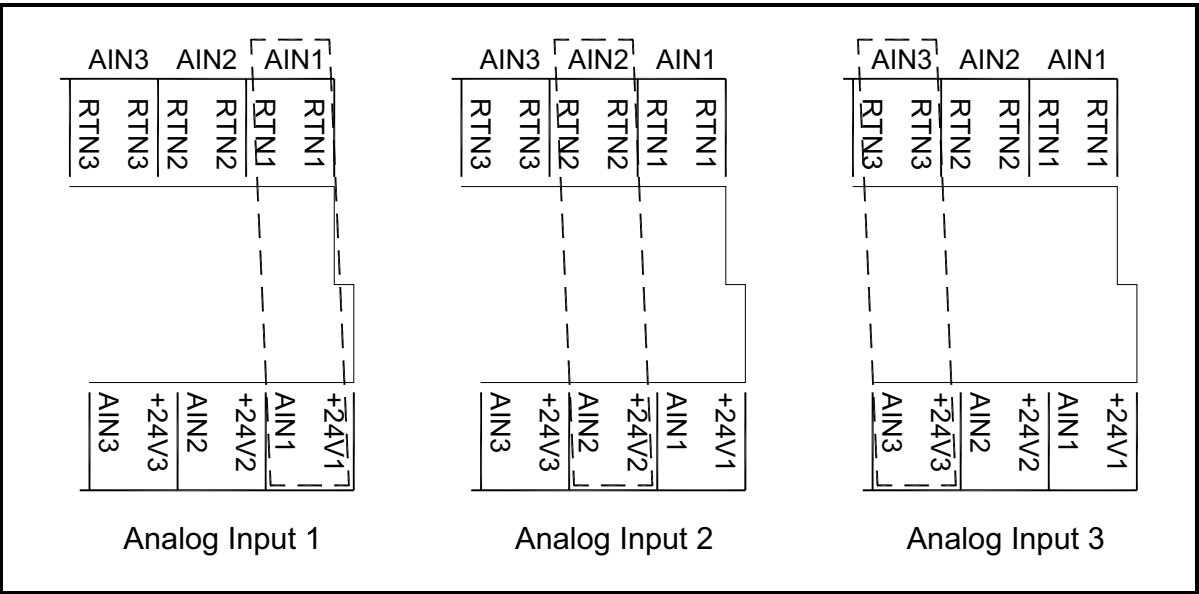 AIN3 AIN2 AIN1
RTN3 RTN3 RTN2 RTN2 RTN1 RTN1
AIN3 +24V3 AIN2 +24V2 AIN1 +24V1
Analog Input 1
AIN3 AIN2 AIN1
RTN3 RTN3 RTN2 RTN2 RTN1 RTN1
AIN3 +24V3 AIN2 +24V2 AIN1 +24V1
Analog Input 2
AIN3 AIN2 AIN1
RTN3 RTN3 RTN2 RTN2 RTN1 RTN1
AIN3 +24V3 AIN2 +24V2 AIN1 +24V1
Analog Input 3